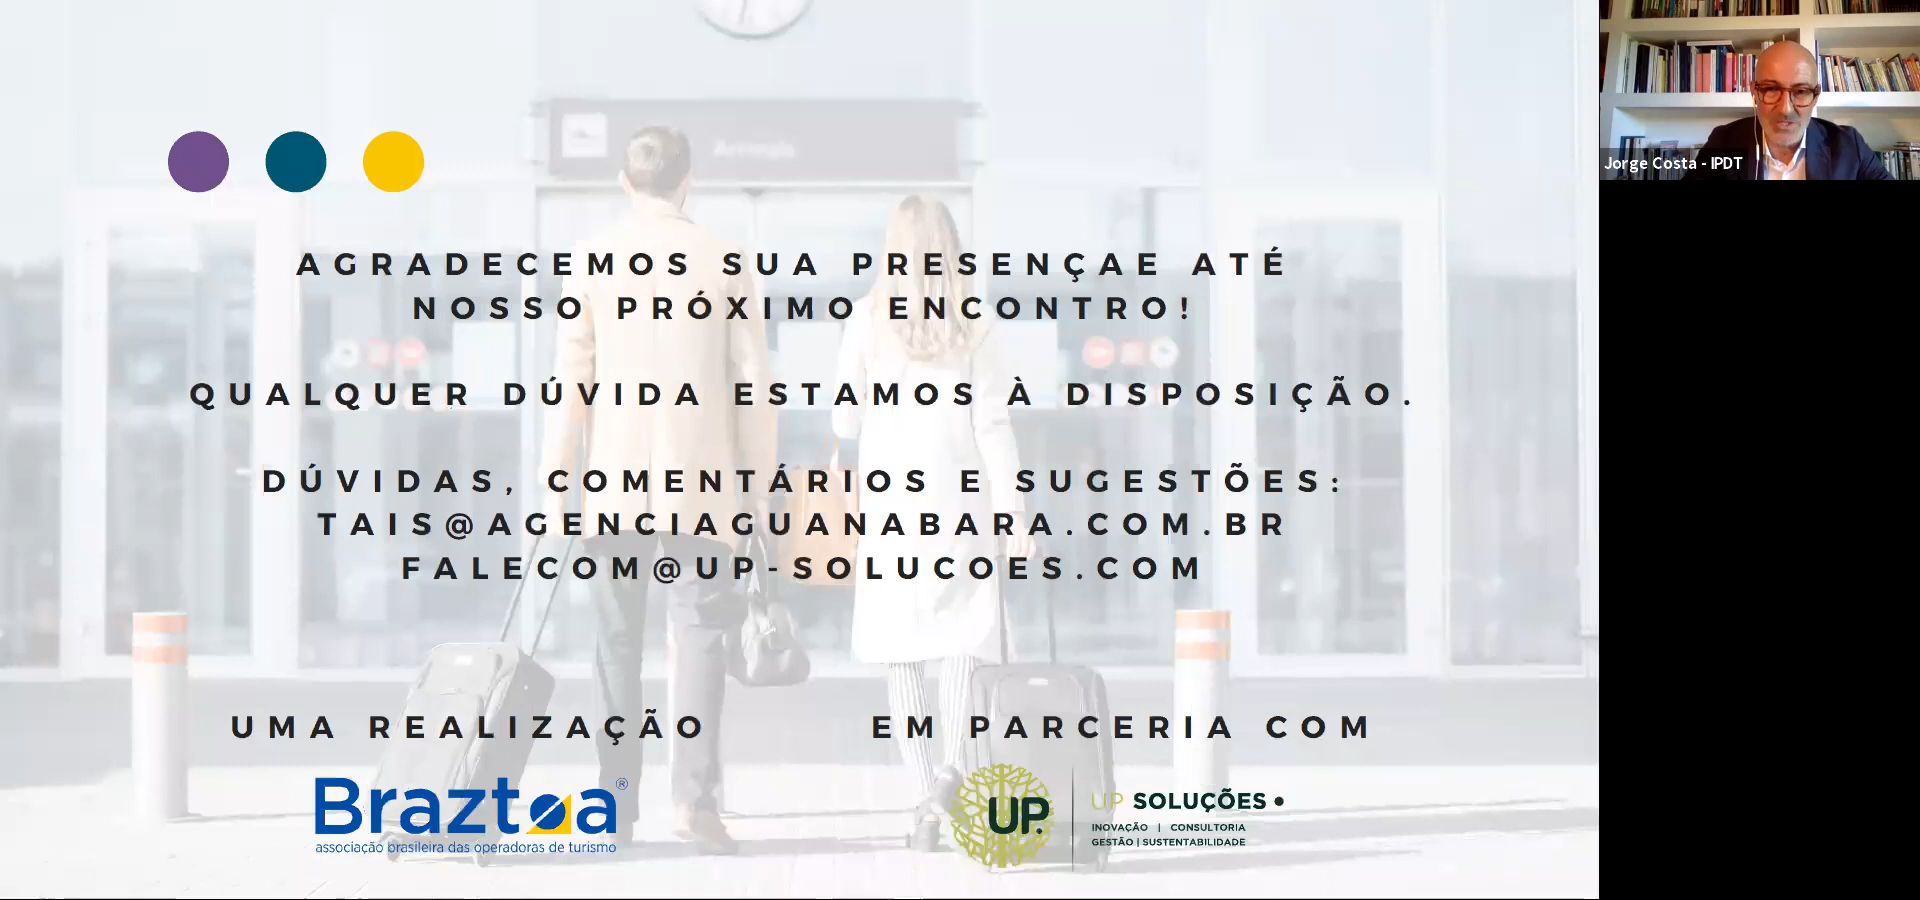 Arrivals
AGRADECEMOS SUA PRESENÇAE ATÉ
NOSSO PRÓXIMO ENCONTRO!
QUALQUER DÚVIDA ESTAMOS À DISPOSIÇÃO.
DÚVIDAS, COMENTÁRIOS E SUGESTÕES:
TAIS@AGENCIAGUANABARA.COM.BR
FALECOM@UP-SOLUCOES.COM
UMA REALIZAÇÃO
Braztoa®
associação brasileira das operadoras de turismo
EM PARCERIA COM
UP.
UP SOLUÇÕES
INOVAÇÃO | CONSULTORIA
GESTÃO | SUSTENTABILIDADE
Jorge Costa - IPDT